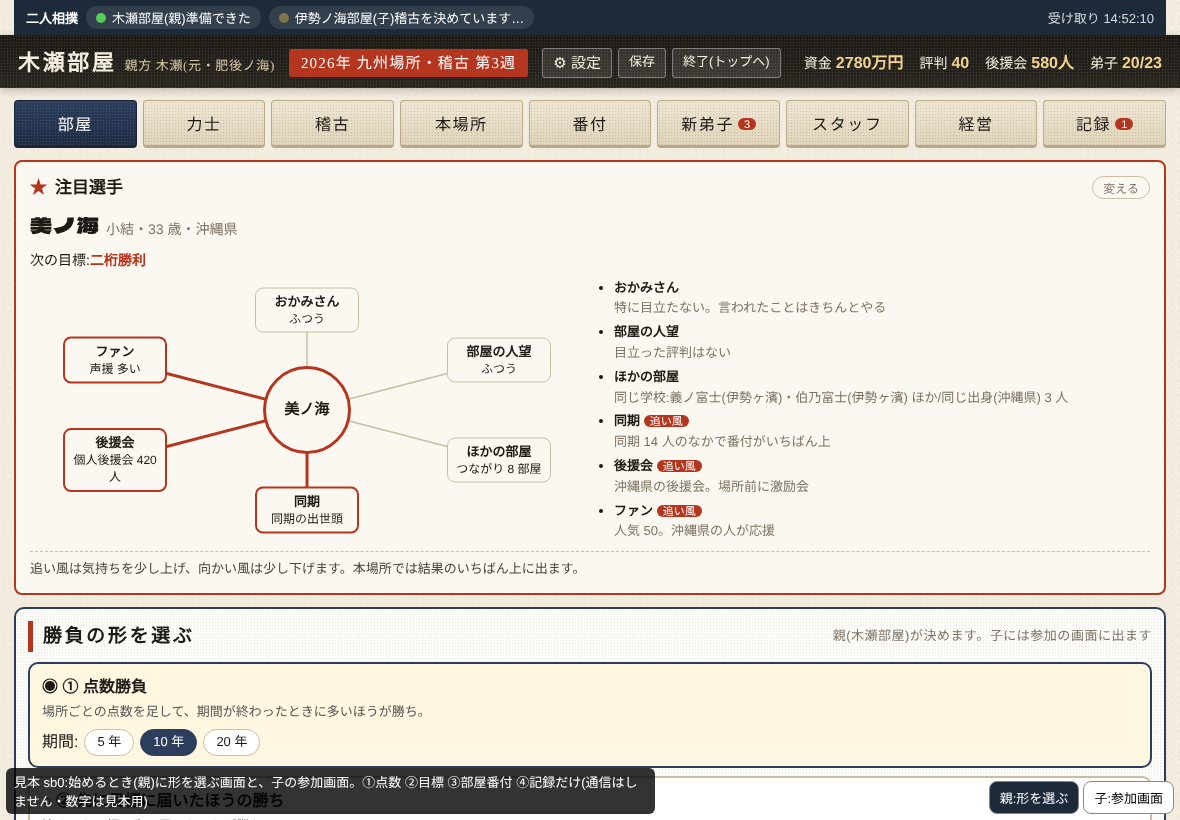 二人相撲 木瀬部屋(親)準備できた 伊勢ノ海部屋(子)稽古を決めています… 受け取り 14:52:10
木瀬部屋 親方 木瀬(元・肥後ノ海) 2026年 九州場所・稽古 第3週 ⚙ 設定 保存 終了(トップへ) 資金 2780万円 評判 40 後援会 580人 弟子 20/23
部屋 力士 稽古 本場所 番付 新弟子 3 スタッフ 経営 記録 1
★ 注目選手 変える
美ノ海 小結・33 歳・沖縄県
次の目標:二桁勝利
おかみさん
ふつう
ファン
声援 多い
部屋の人望
ふつう
美ノ海
後援会
個人後援会 420
人
ほかの部屋
つながり 8 部屋
同期
同期の出世頭
• おかみさん
特に目立たない。言われたことはきちんとやる
• 部屋の人望
目立った評判はない
• ほかの部屋
同じ学校:義ノ富士(伊勢ヶ濱)・伯乃富士(伊勢ヶ濱) ほか/同じ出身(沖縄県) 3 人
• 同期 追い風
同期 14 人のなかで番付がいちばん上
• 後援会 追い風
沖縄県の後援会。場所前に激励会
• ファン 追い風
人気 50。沖縄県の人が応援
追い風は気持ちを少し上げ、向かい風は少し下げます。本場所では結果のいちばん上に出ます。
勝負の形を選ぶ 親(木瀬部屋)が決めます。子には参加の画面に出ます
◉ ① 点数勝負
場所ごとの点数を足して、期間が終わったときに多いほうが勝ち。
期間: 5 年 10 年 20 年
見本 sb0:始めるとき(親)に形を選ぶ画面と、子の参加画面。①点数 ②目標 ③部屋番付 ④記録だけ(通信はし
ません・数字は見本用)
に届いたほうの勝ち
親:形を選ぶ 子:参加画面